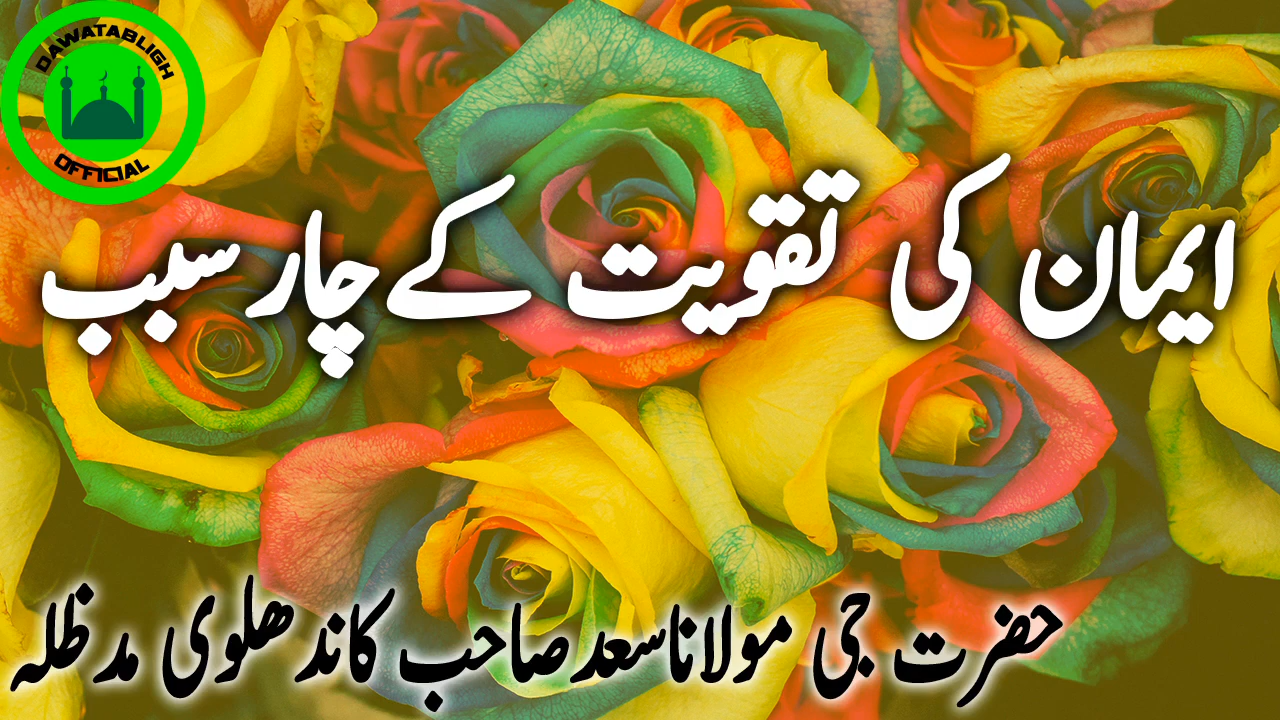 DAWATABLIGH
OFFICIAL
ایمان کی تقویت کے چار سبب
حضرت جی مولانا سعد صاحب کاندھلوی مدظلہ